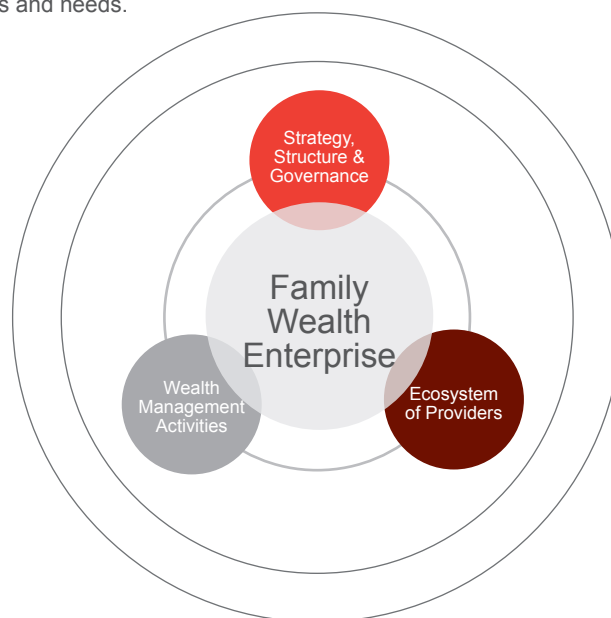 s and needs.
Strategy,
Structure &
Governance
Family
Wealth
Enterprise
Wealth
Management
Activities
Ecosystem
of Providers